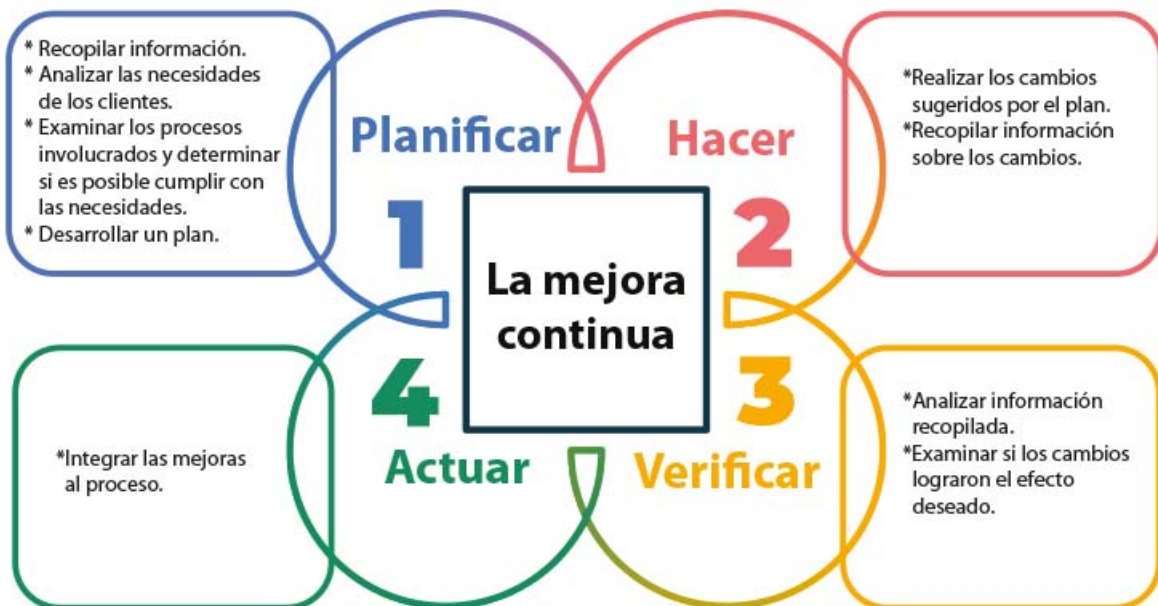 * Recopilar información.
* Analizar las necesidades
de los clientes.
* Examinar los procesos
involucrados y determinar
si es posible cumplir con
las necesidades.
* Desarrollar un plan.
Planificar
1
Hacer
2
*Realizar los cambios
sugeridos por el plan.
*Recopilar información
sobre los cambios.
La mejora
continua
*Integrar las mejoras
al proceso.
4
Actuar
3
Verificar
*Analizar información
recopilada.
*Examinar si los cambios
lograron el efecto
deseado.